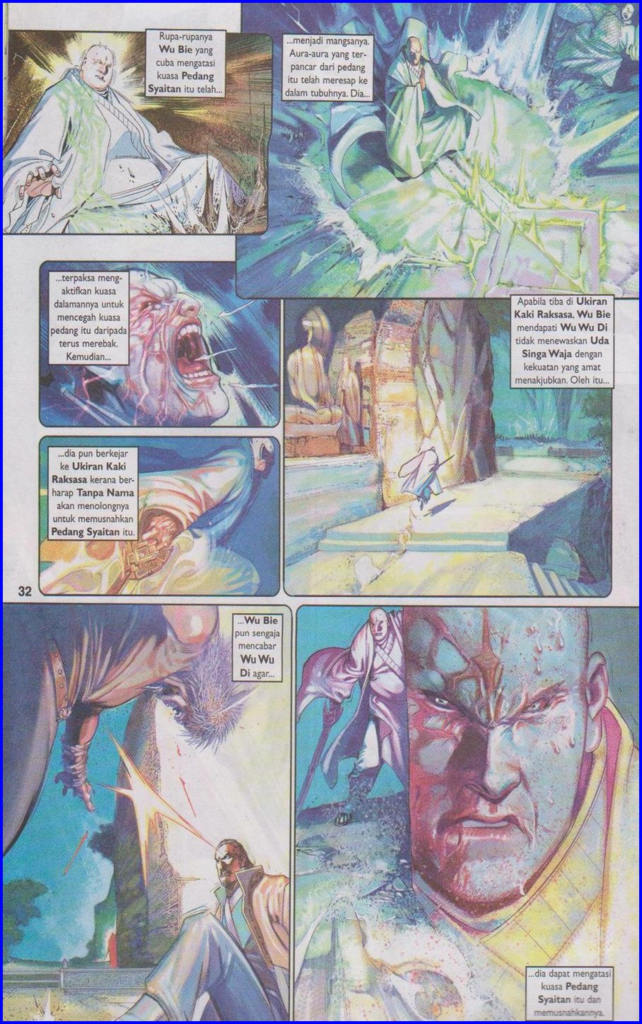 Rupa-rupanya
Wu Bie yang
cuba mengatasi
kuasa Pedang
Syaitan itu telah...
...menjadi mangsanya.
Aura-aura yang ter-
pancar dari pedang
itu telah meresap ke
dalam tubuhnya. Dia...
...terpaksa meng-
aktifkan kuasa
dalamannya untuk
mencegah kuasa
pedang itu daripada
terus merebak.
Kemudian...
...dia pun berkejar
ke Ukiran Kaki
Raksasa kerana ber-
harap Tanpa Nama
akan menolongnya
untuk memusnahkan
Pedang Syaitan itu.
Apabila tiba di Ukiran
Kaki Raksasa, Wu Bie
mendapati Wu Wu Di
tidak menewaskan Uda
Singa Waja dengan
kekuatan yang amat
menakjubkan. Oleh itu...
32
...Wu Bie
pun sengaja
mencabar
Wu Wu
Di agar...
...dia dapat mengatasi
kuasa Pedang
Syaitan itu dan
memusnahkannya.